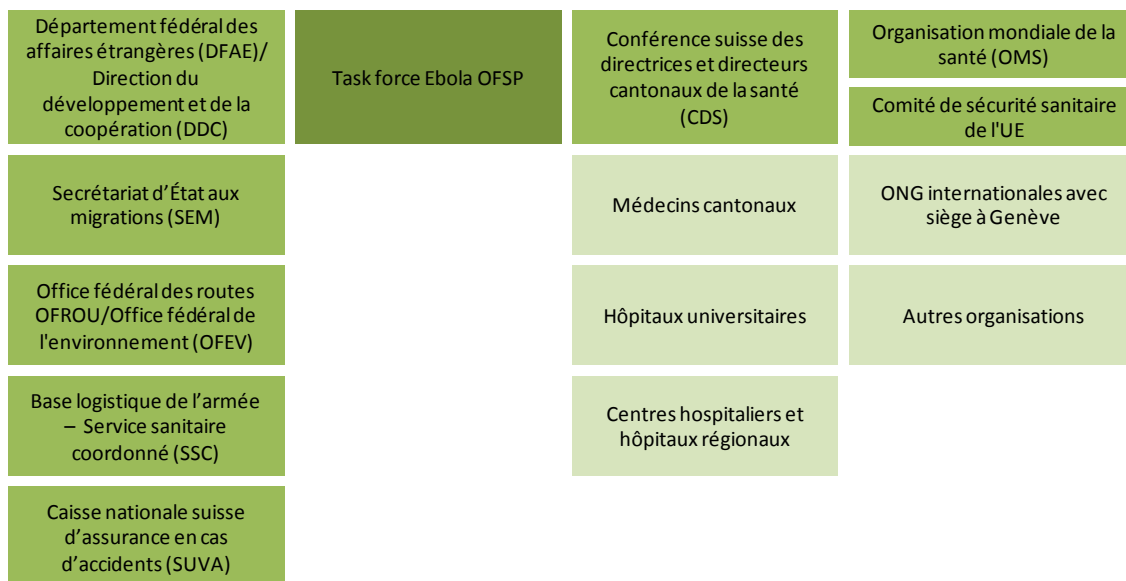 Département fédéral des
affaires étrangères (DFAE)/
Direction du
développement et de la
coopération (DDC)
Task force Ebola OFSP
Conférence suisse des
directrices et directeurs
cantonaux de la santé
(CDS)
Organisation mondiale de la
santé (OMS)
Comité de sécurité sanitaire
de l'UE
Secrétariat d’État aux
migrations (SEM)
Médecins cantonaux
ONG internationales avec
siège à Genève
Office fédéral des routes
OFROU/Office fédéral de
l'environnement (OFEV)
Hôpitaux universitaires
Autres organisations
Base logistique de l’armée
– Service sanitaire
coordonné (SSC)
Centres hospitaliers et
hôpitaux régionaux
Caisse nationale suisse
d’assurance en cas
d’accidents (SUVA)